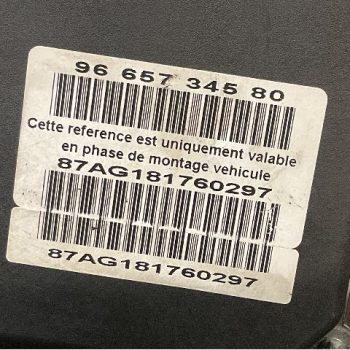 96 657 345 80
Cette reference est uniquement valable
en phase de montage vehicule
87AG181760297
87AG181760297